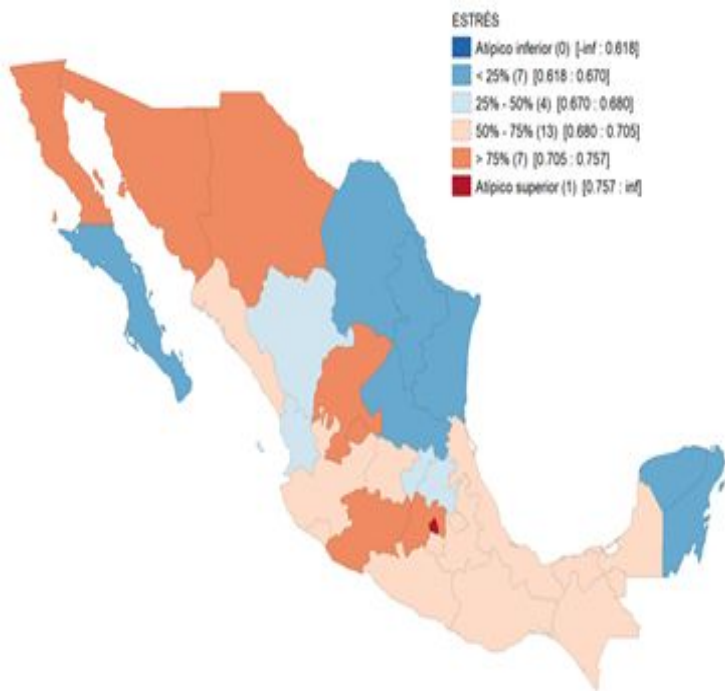 ESTRÉS
Atípico inferior (0) [-inf : 0.618]
< 25% (7) [0.618 : 0.670]
25% - 50% (4) [0.670 : 0.680]
50% - 75% (13) [0.680 : 0.705]
> 75% (7) [0.705 : 0.757]
Atípico superior (1) [0.757 : inf]